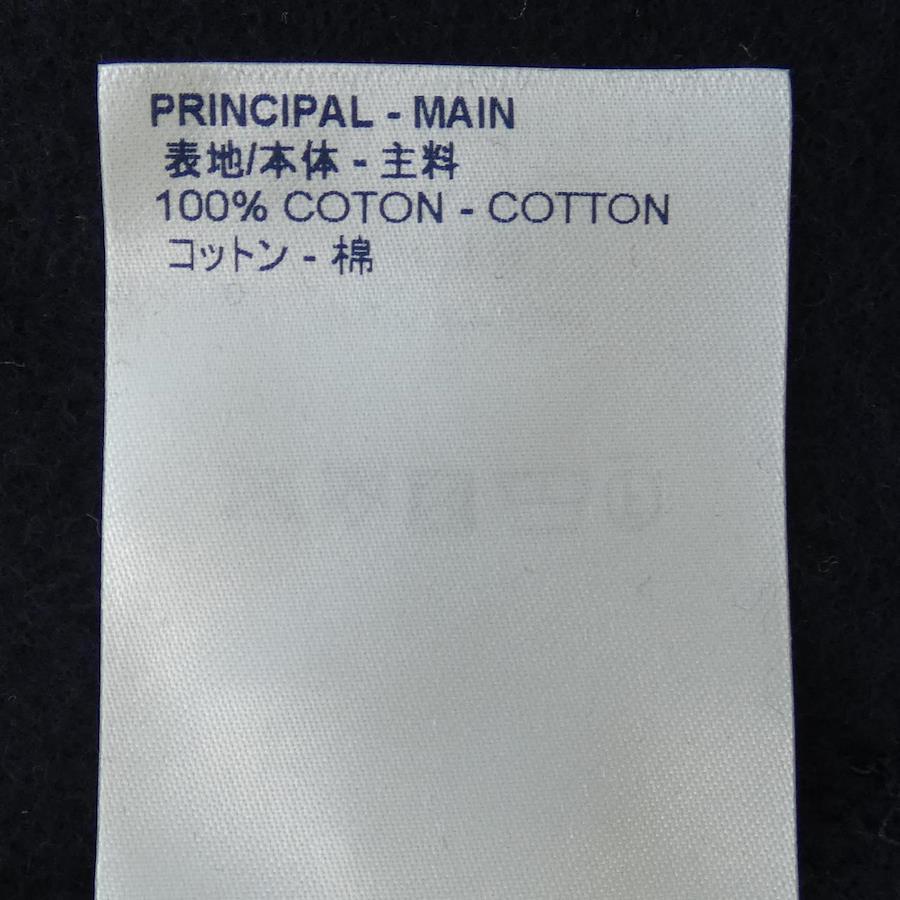 PRINCIPAL - MAIN
表地/本体 - 主料
100% COTON - COTTON
コットン - 棉